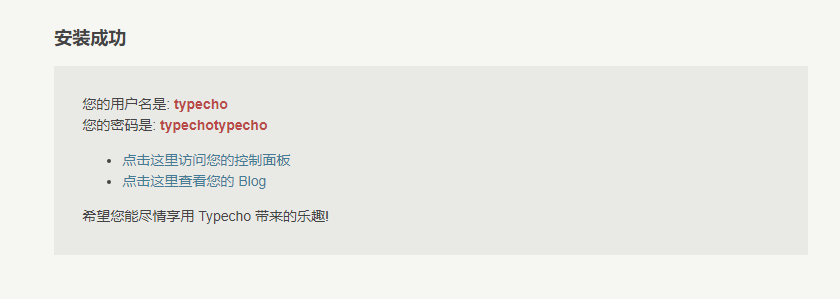 安装成功
您的用户名是: typecho
您的密码是: typechotypecho
点击这里访问您的控制面板
点击这里查看您的 Blog
希望您能尽情享用 Typecho 带来的乐趣!